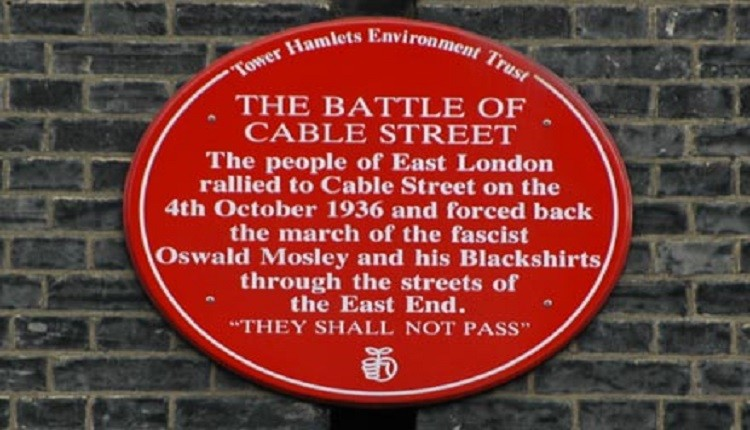 Tower Hamlets Environment Trust
THE BATTLE OF
CABLE STREET
The people of East London
rallied to Cable Street on the
4th October 1936 and forced back
the march of the fascist
Oswald Mosley and his Blackshirts
through the streets of
the East End.
“THEY SHALL NOT PASS”